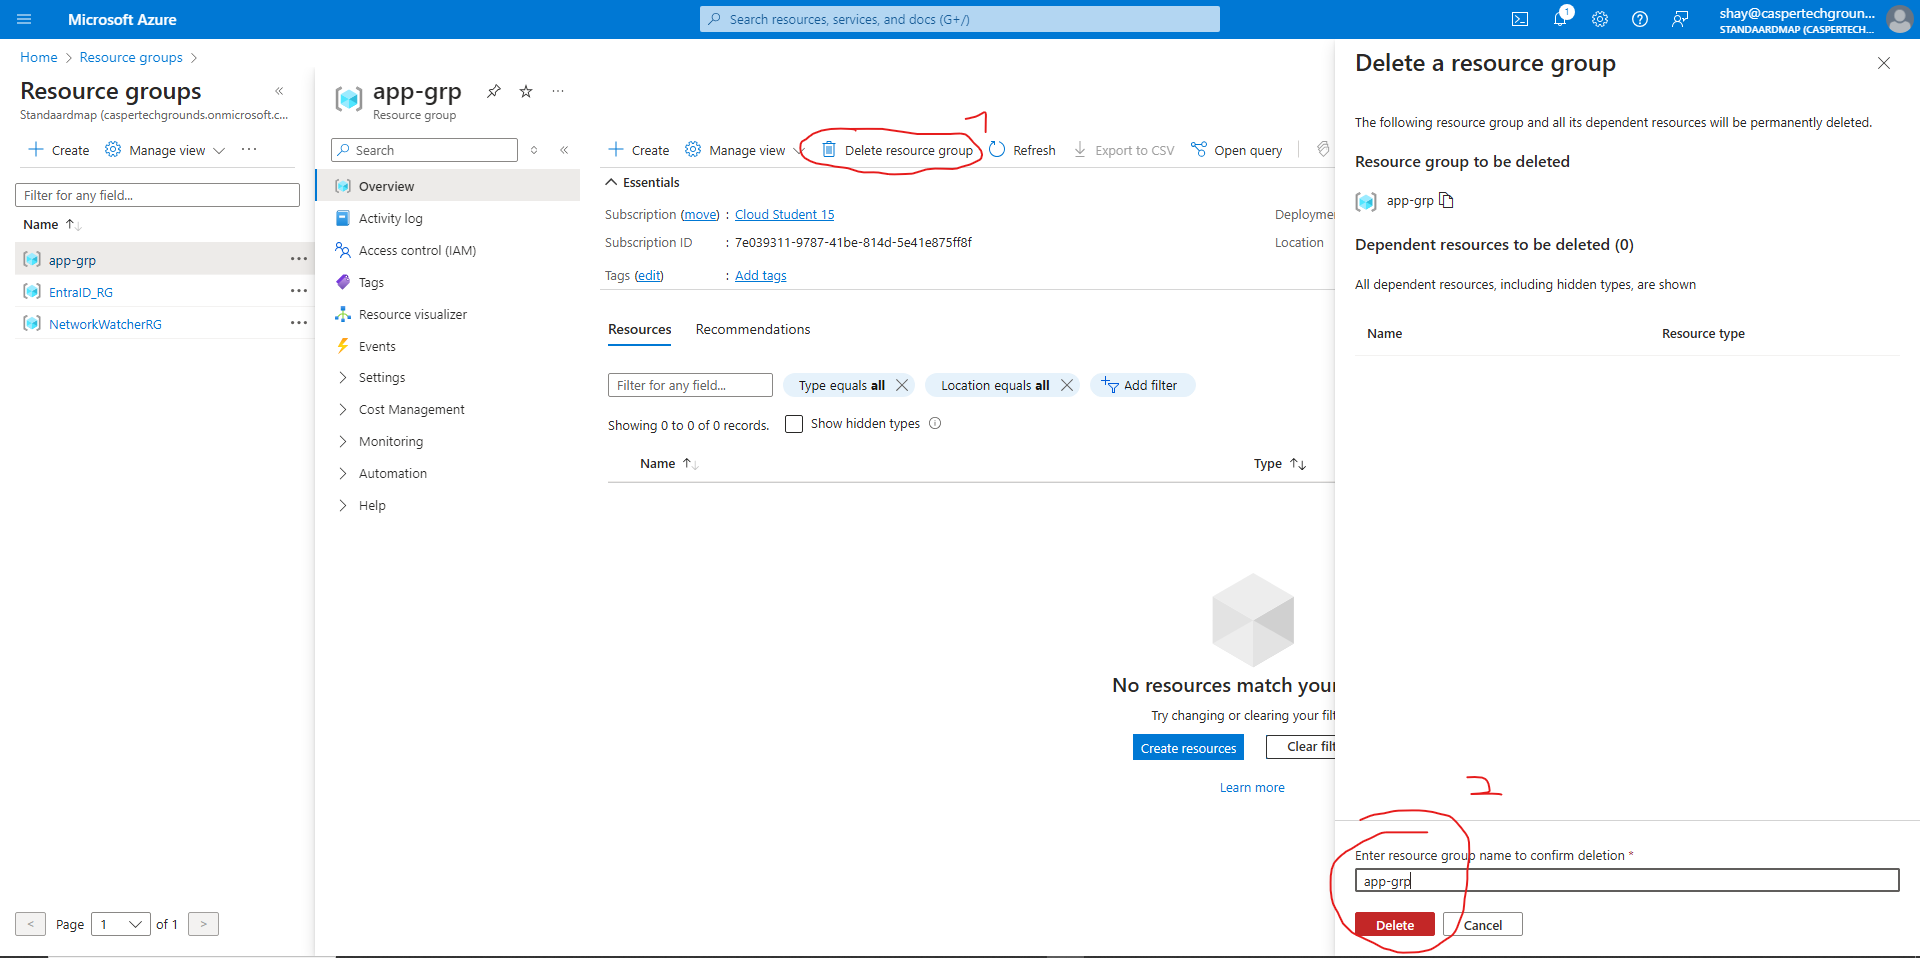 Microsoft Azure
Search resources, services, and docs (G+/)
1
shay@caspertechgroun...
STANDAARDMAP (CASPERTECH...
Home > Resource groups >
Resource groups
Standaardmap (caspertechgrounds.onmicrosoft.c...
Create
Manage view
...
Filter for any field...
Name
app-grp
EntraID_RG
NetworkWatcherRG
< Page 1 of 1 >
app-grp
Resource group
Search
Overview
Activity log
Access control (IAM)
Tags
Resource visualizer
Events
Settings
Cost Management
Monitoring
Automation
Help
1
Create Manage view Delete resource group Refresh Export to CSV Open query
Essentials
Subscription (move) : Cloud Student 15
Deployme
Subscription ID : 7e039311-9787-41be-814d-5e41e875ff8f
Location
Tags (edit) : Add tags
Resources Recommendations
Filter for any field... Type equals all Location equals all Add filter
Showing 0 to 0 of 0 records. Show hidden types
Name Type
No resources match your
Try changing or clearing your filt
Create resources Clear filt
Learn more
Delete a resource group
The following resource group and all its dependent resources will be permanently deleted.
Resource group to be deleted
app-grp
Dependent resources to be deleted (0)
All dependent resources, including hidden types, are shown
Name Resource type
2
Enter resource group name to confirm deletion *
app-grp
Delete Cancel